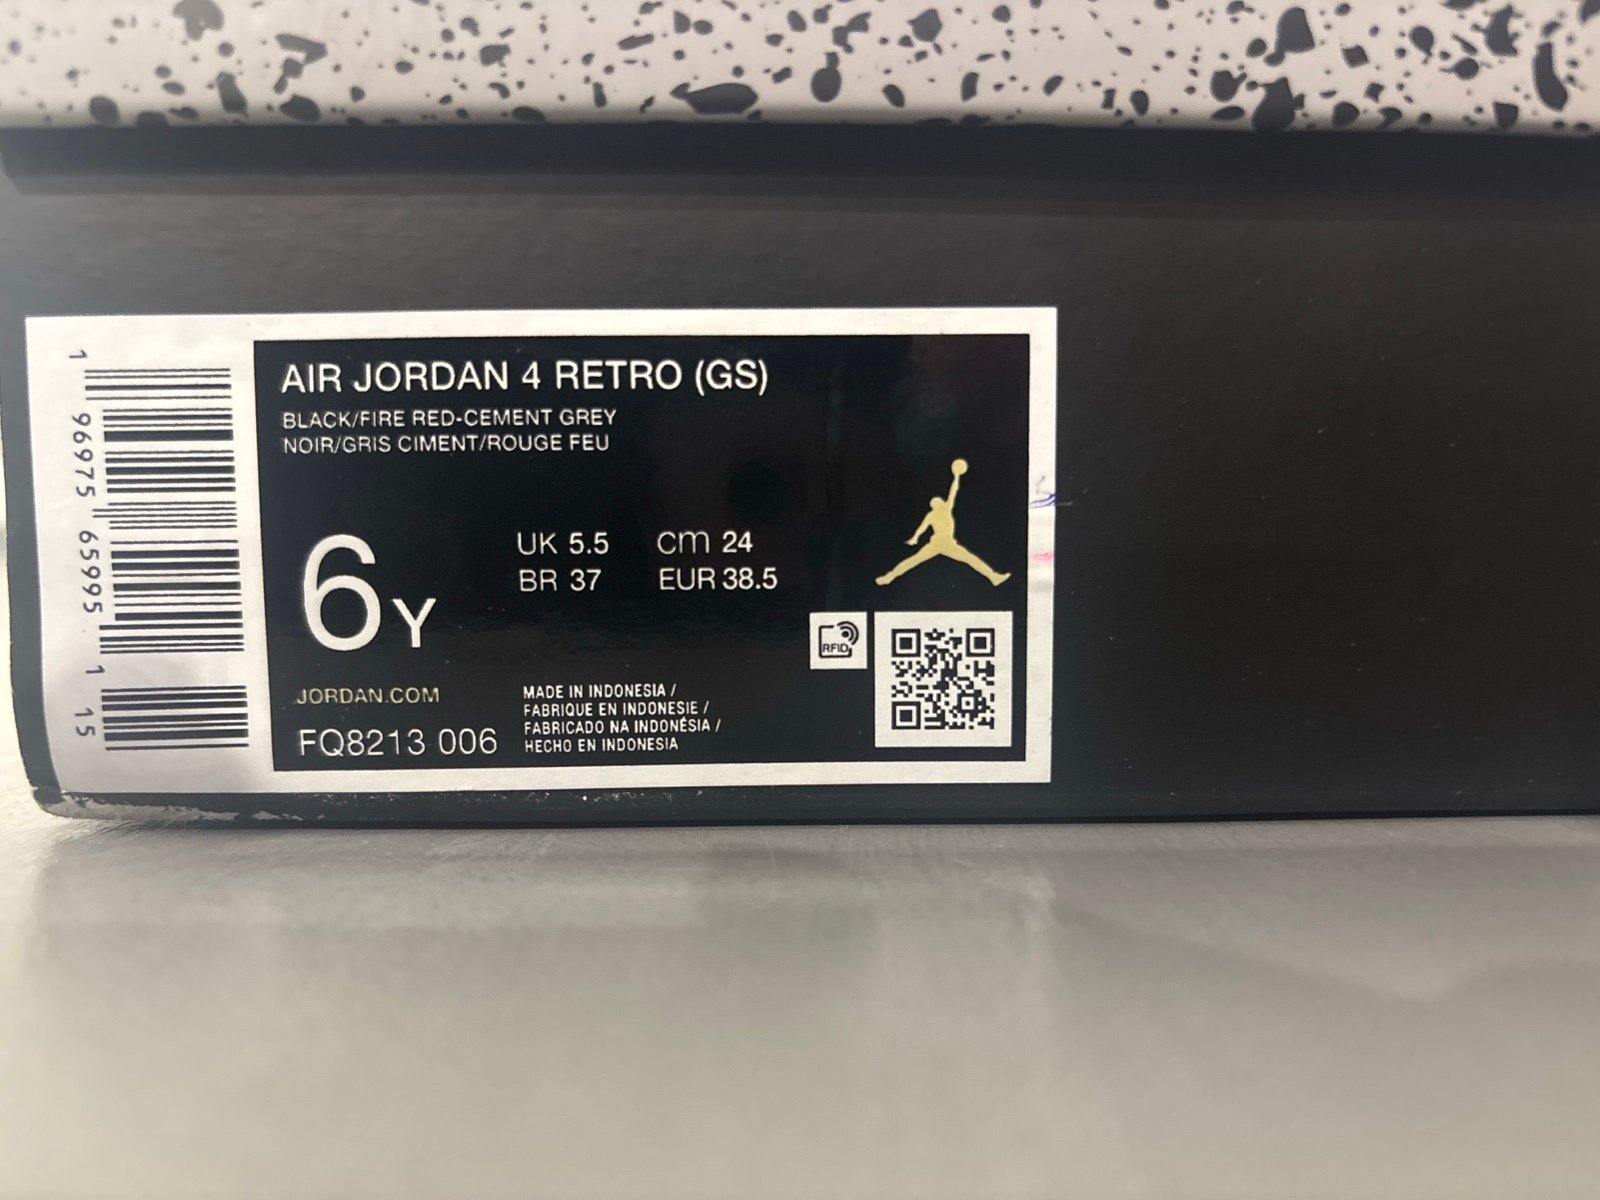 AIR JORDAN 4 RETRO (GS)
BLACK/FIRE RED-CEMENT GREY
NOIR/GRIS CIMENT/ROUGE FEU
6Y
UK 5.5 cm 24
BR 37 EUR 38.5
RFID
JORDAN.COM
FQ8213 006
MADE IN INDONESIA /
FABRIQUE EN INDONESIE /
FABRICADO NA INDONÉSIA /
HECHO EN INDONESIA
1 96975 65995 1 15